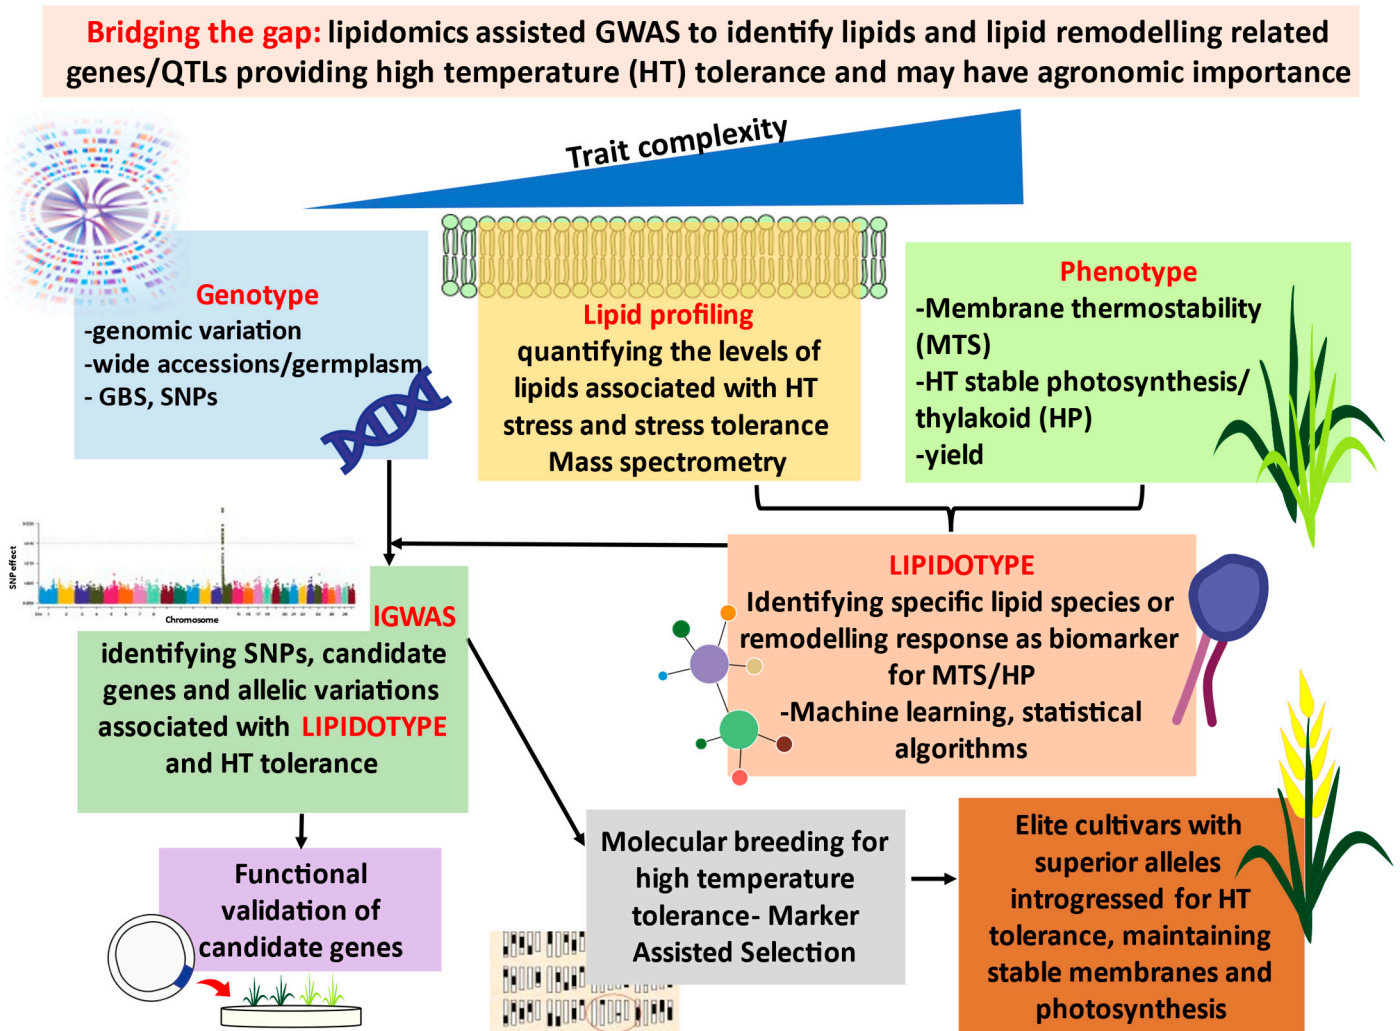 Bridging the gap: lipidomics assisted GWAS to identify lipids and lipid remodelling related
genes/QTLs providing high temperature (HT) tolerance and may have agronomic importance
Trait complexity
Genotype
-genomic variation
-wide accessions/germplasm
- GBS, SNPs
Lipid profiling
quantifying the levels of
lipids associated with HT
stress and stress tolerance
Mass spectrometry
Phenotype
-Membrane thermostability
(MTS)
-HT stable photosynthesis/
thylakoid (HP)
-yield
SNP effect
Chromosome
lGWAS
identifying SNPs, candidate
genes and allelic variations
associated with LIPIDOTYPE
and HT tolerance
LIPIDOTYPE
Identifying specific lipid species or
remodelling response as biomarker
for MTS/HP
-Machine learning, statistical
algorithms
Functional
validation of
candidate genes
Molecular breeding for
high temperature
tolerance- Marker
Assisted Selection
Elite cultivars with
superior alleles
introgressed for HT
tolerance, maintaining
stable membranes and
photosynthesis